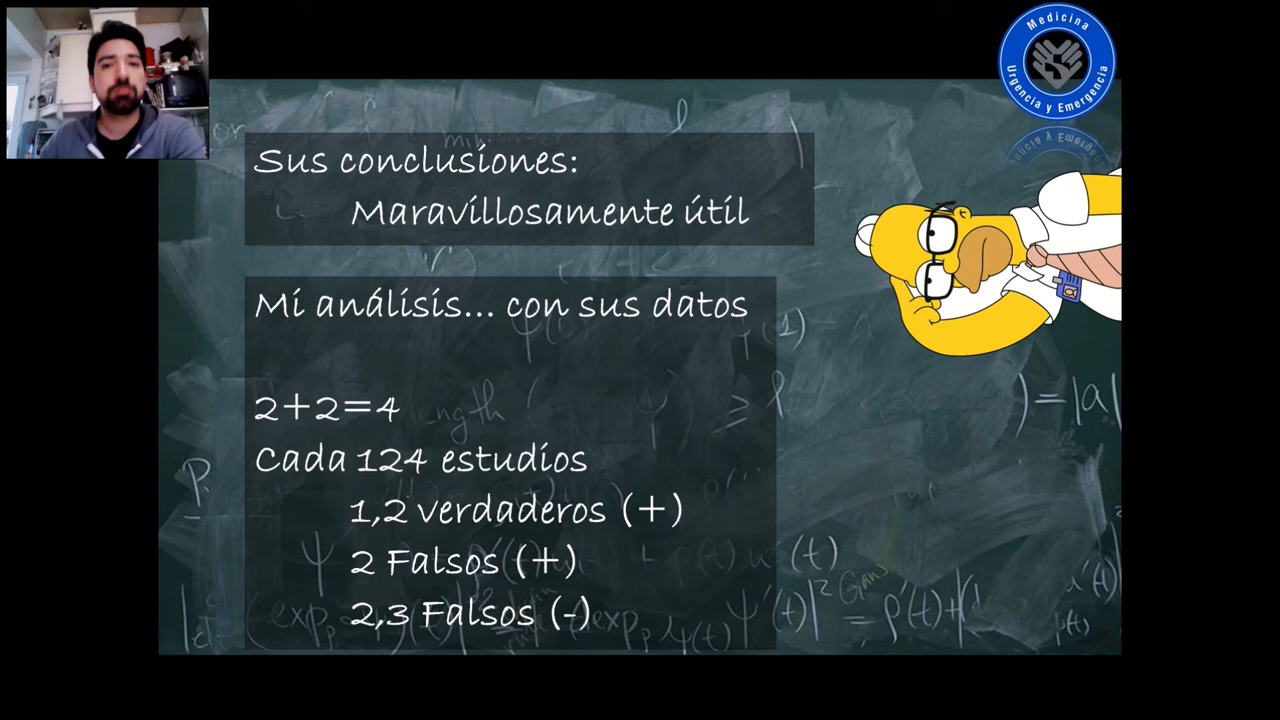 Medicina
Urgencia y Emergencia
Sus conclusiones:
Maravillosamente útil
Mi análisis... con sus datos
2+2=4
Cada 124 estudios
1,2 verdaderos (+)
2 Falsos (+)
2,3 Falsos (-)